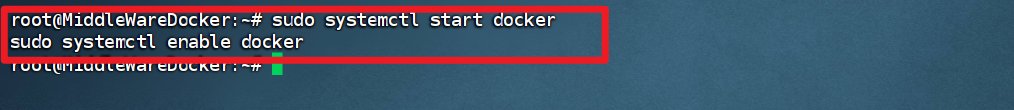 root@MiddleWareDocker:~# sudo systemctl start docker
sudo systemctl enable docker
root@MiddleWareDocker:~#